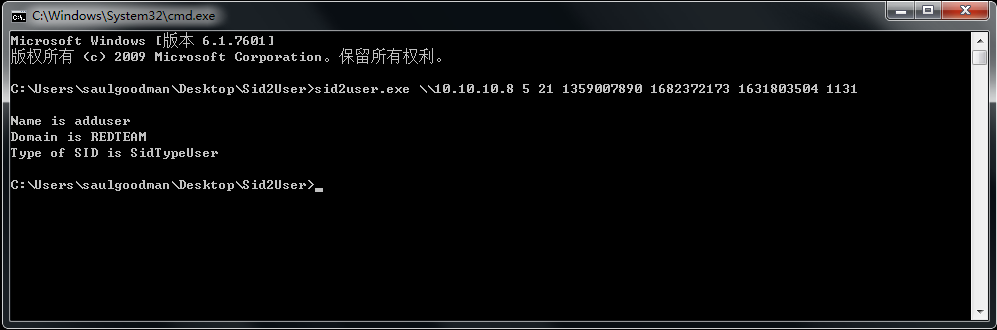 C:\Windows\System32\cmd.exe
Microsoft Windows [版本 6.1.7601]
版权所有 (c) 2009 Microsoft Corporation。保留所有权利。
C:\Users\saulgoodman\Desktop\Sid2User>sid2user.exe \\10.10.10.8 5 21 1359007890 1682372173 1631803504 1131
Name is adduser
Domain is REDTEAM
Type of SID is SidTypeUser
C:\Users\saulgoodman\Desktop\Sid2User>